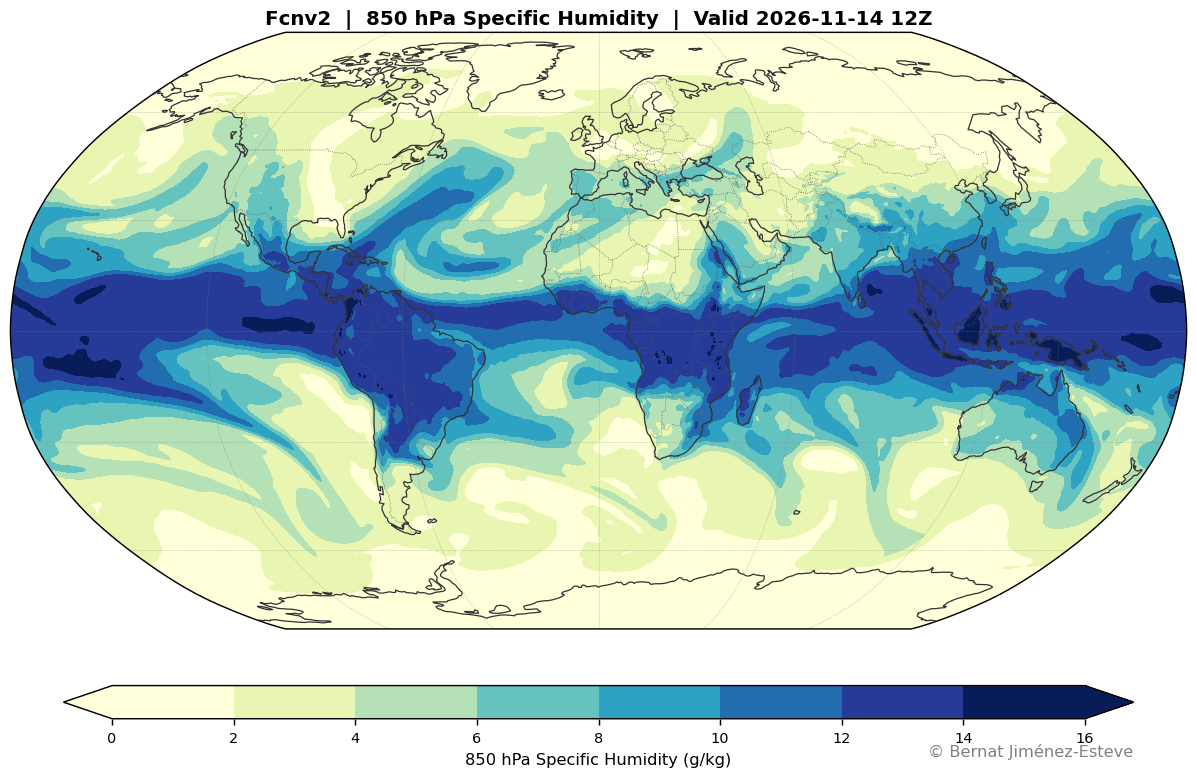 Fcnv2 | 850 hPa Specific Humidity | Valid 2026-11-14 12Z
0 2 4 6 8 10 12 14 16
850 hPa Specific Humidity (g/kg)
© Bernat Jiménez-Esteve